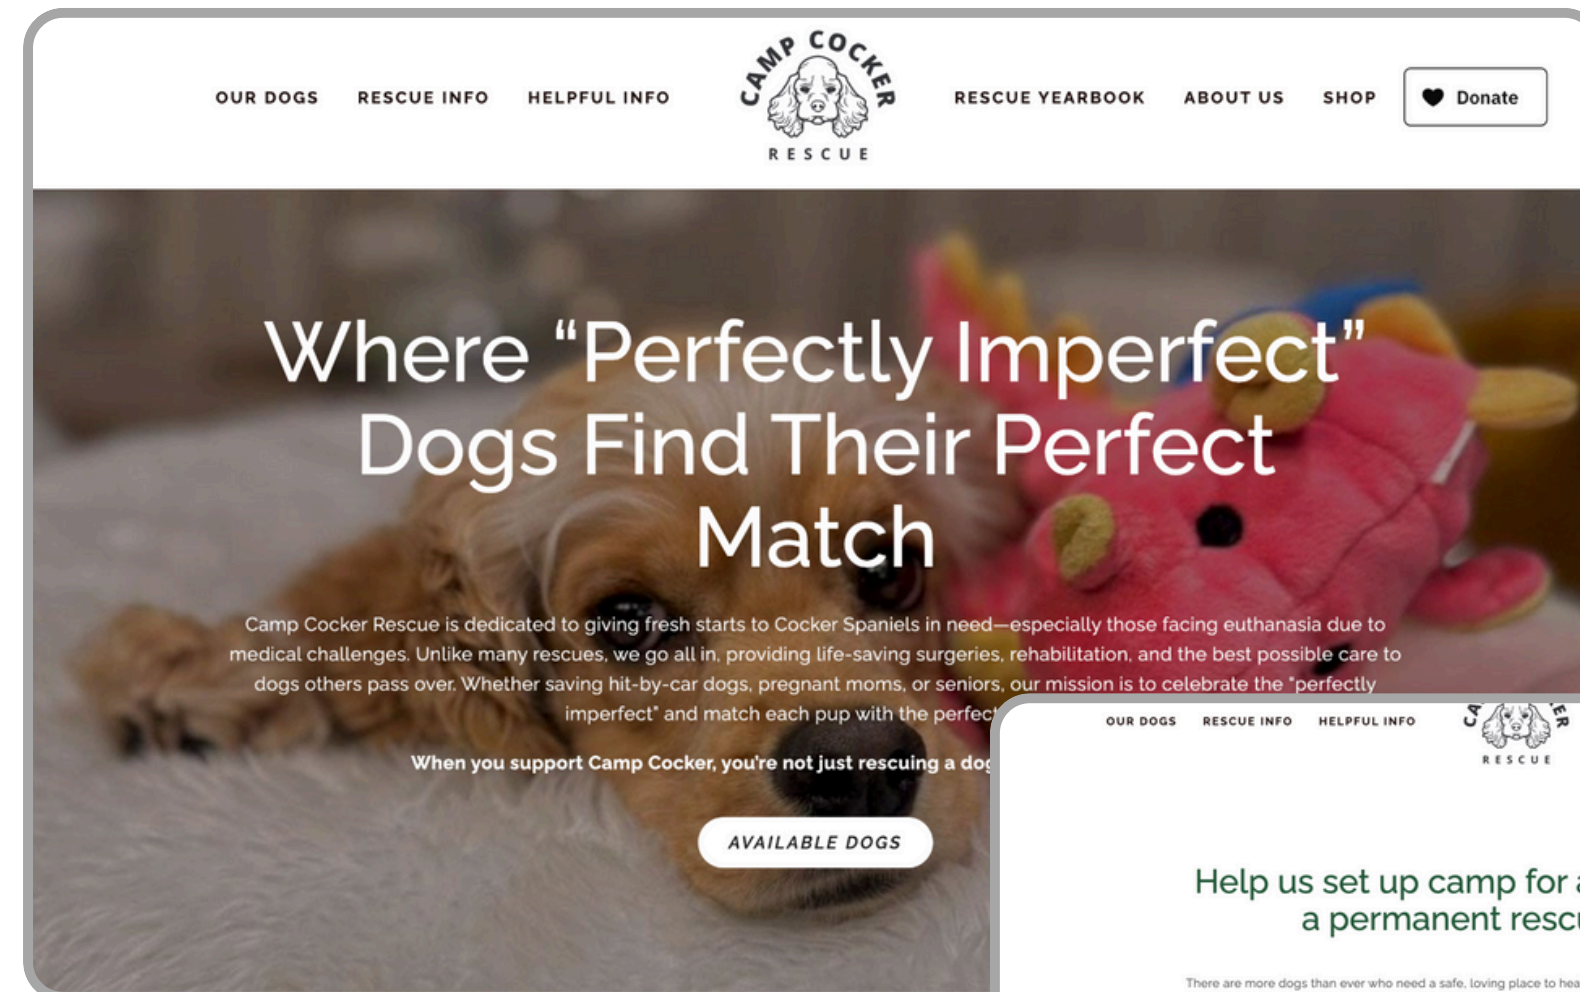 OUR DOGS RESCUE INFO HELPFUL INFO
CAMP COCKER
RESCUE
RESCUE YEARBOOK ABOUT US SHOP Donate
Where “Perfectly Imperfect”
Dogs Find Their Perfect
Match
Camp Cocker Rescue is dedicated to giving fresh starts to Cocker Spaniels in need—especially those facing euthanasia due to
medical challenges. Unlike many rescues, we go all in, providing life-saving surgeries, rehabilitation, and the best possible care to
dogs others pass over. Whether saving hit-by-car dogs, pregnant moms, or seniors, our mission is to celebrate the "perfectly
imperfect" and match each pup with the perfect
When you support Camp Cocker, you're not just rescuing a dog
AVAILABLE DOGS
OUR DOGS RESCUE INFO HELPFUL INFO
RESCUE
Help us set up camp for
a permanent
There are more dogs than ever who need a safe, loving place to